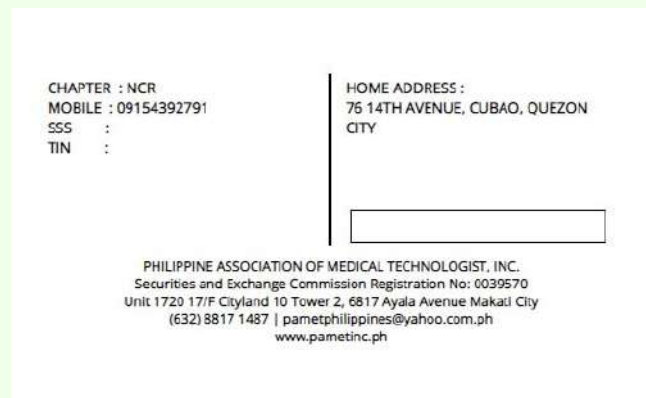 CHAPTER : NCR
MOBILE : 09154392791
SSS :
TIN :
HOME ADDRESS :
76 14TH AVENUE, CUBAO, QUEZON
CITY
PHILIPPINE ASSOCIATION OF MEDICAL TECHNOLOGIST, INC.
Securities and Exchange Commission Registration No: 0039570
Unit 1720 17/F Cityland 10 Tower 2, 6817 Ayala Avenue Makati City
(632) 8817 1487 | pametphilippines@yahoo.com.ph
www.pametinc.ph